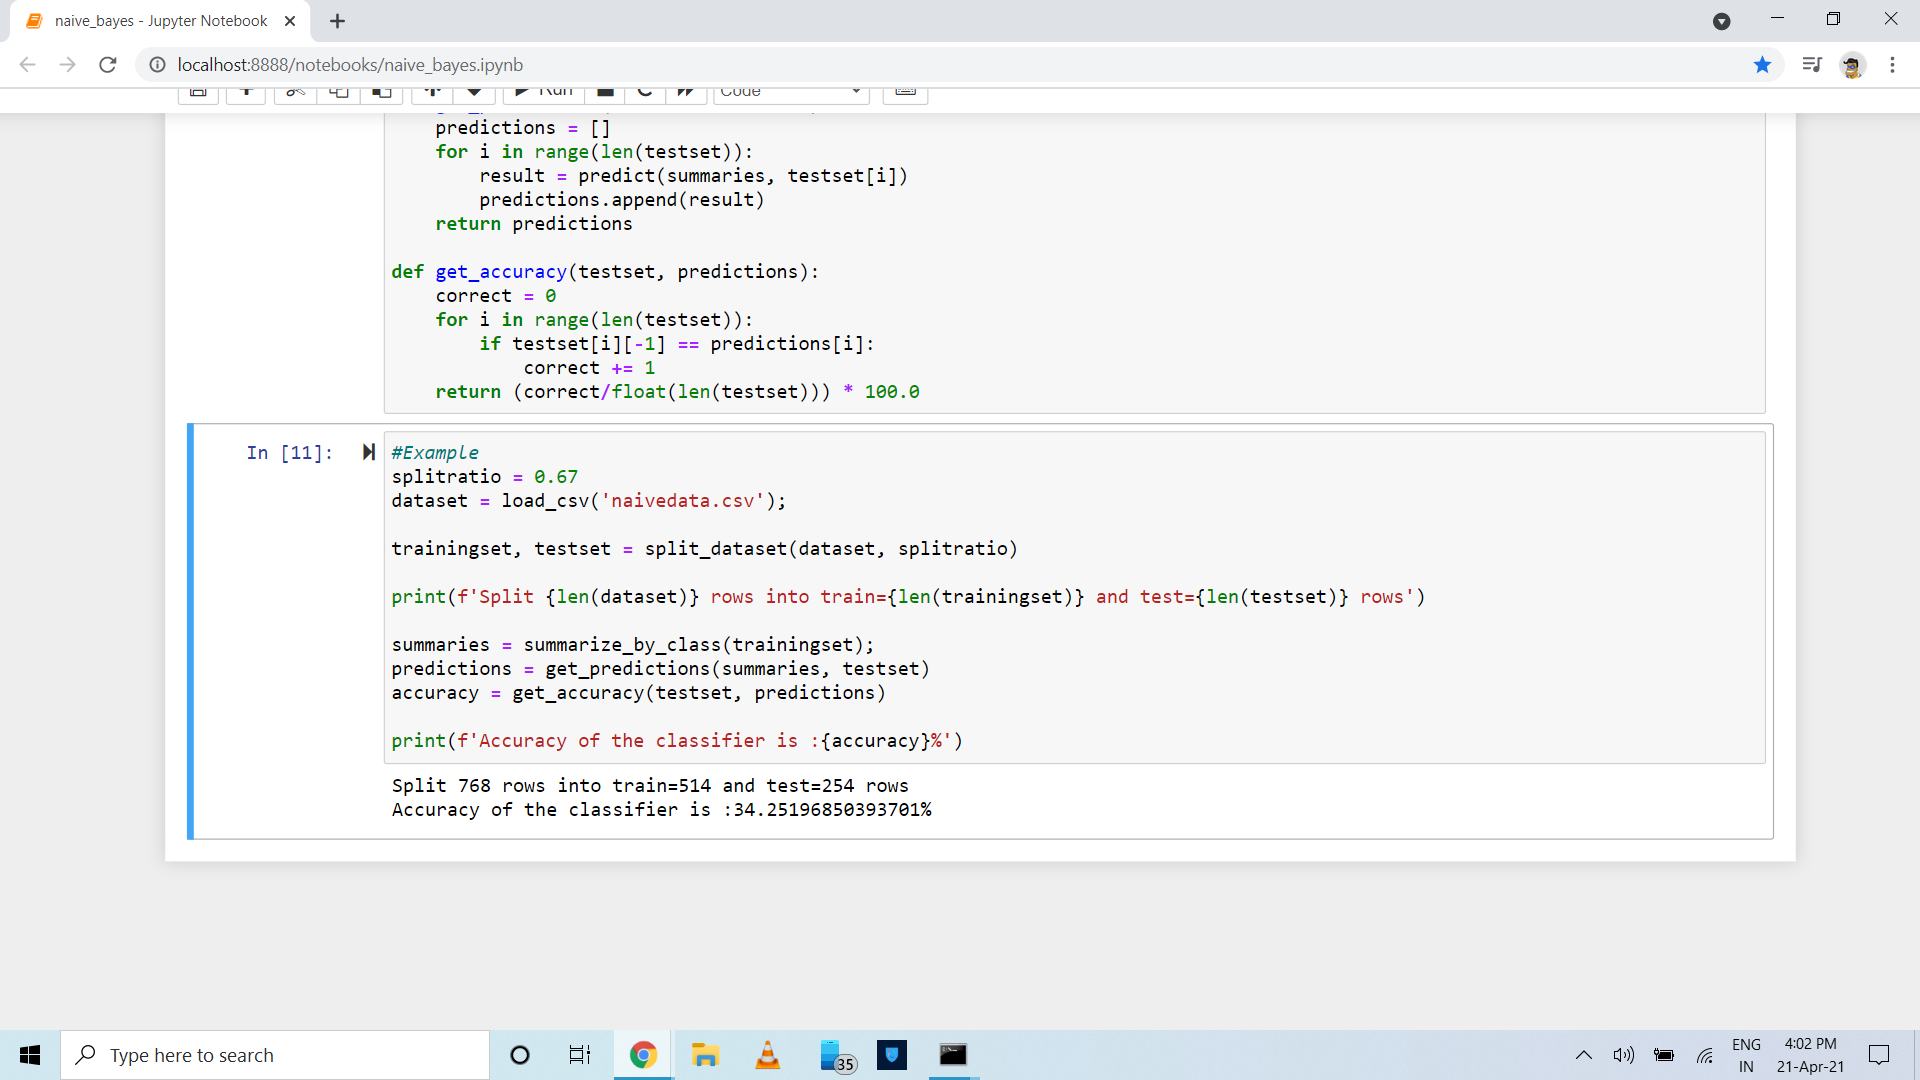 naive_bayes - Jupyter Notebook
localhost:8888/notebooks/naive_bayes.ipynb
Run
Code
    predictions = []
    for i in range(len(testset)):
        result = predict(summaries, testset[i])
        predictions.append(result)
    return predictions
def get_accuracy(testset, predictions):
    correct = 0
    for i in range(len(testset)):
        if testset[i][-1] == predictions[i]:
            correct += 1
    return (correct/float(len(testset))) * 100.0
In [11]:
#Example
splitratio = 0.67
dataset = load_csv('naivedata.csv');
trainingset, testset = split_dataset(dataset, splitratio)
print(f'Split {len(dataset)} rows into train={len(trainingset)} and test={len(testset)} rows')
summaries = summarize_by_class(trainingset);
predictions = get_predictions(summaries, testset)
accuracy = get_accuracy(testset, predictions)
print(f'Accuracy of the classifier is :{accuracy}%')
Split 768 rows into train=514 and test=254 rows
Accuracy of the classifier is :34.25196850393701%
Type here to search
35
ENG
IN
4:02 PM
21-Apr-21